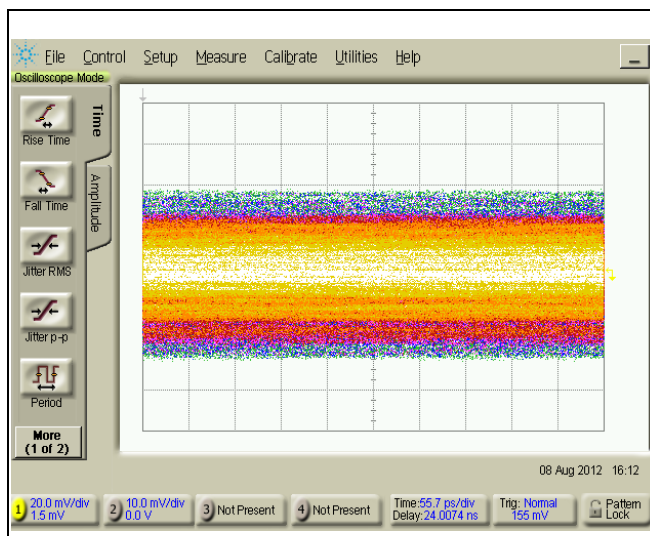 File Control Setup Measure Calibrate Utilities Help
Oscilloscope Mode
Time
Amplitude
Rise Time
Fall Time
Jitter RMS
Jitter p-p
Period
More
(1 of 2)
08 Aug 2012 16:12
1 20.0 mV/div
1.5 mV
2 10.0 mV/div
0.0 V
3 Not Present
4 Not Present
Time:55.7 ps/div
Delay:24.0074 ns
Trig: Normal
155 mV
Pattern
Lock